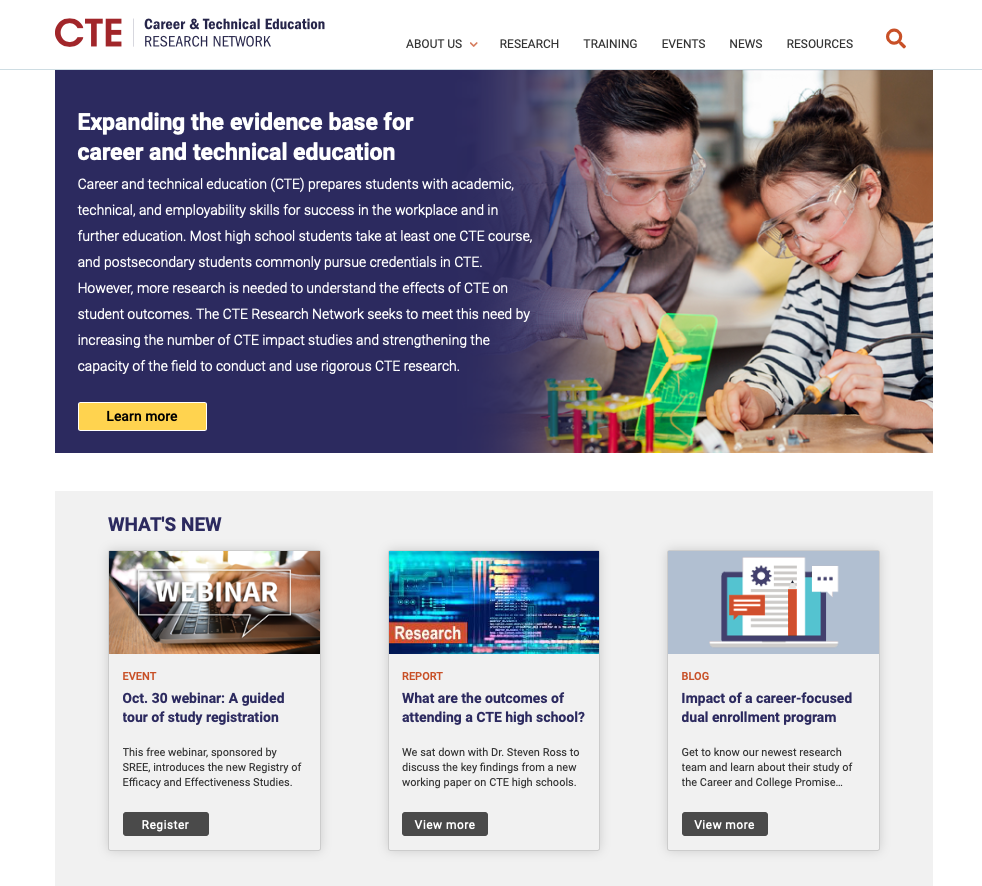 CTE
Career & Technical Education
RESEARCH NETWORK
ABOUT US
RESEARCH
TRAINING
EVENTS
NEWS
RESOURCES
Expanding the evidence base for
career and technical education
Career and technical education (CTE) prepares students with academic,
technical, and employability skills for success in the workplace and in
further education. Most high school students take at least one CTE course,
and postsecondary students commonly pursue credentials in CTE.
However, more research is needed to understand the effects of CTE on
student outcomes. The CTE Research Network seeks to meet this need by
increasing the number of CTE impact studies and strengthening the
capacity of the field to conduct and use rigorous CTE research.
Learn more
WHAT'S NEW
WEBINAR
EVENT
Oct. 30 webinar: A guided
tour of study registration
This free webinar, sponsored by
SREE, introduces the new Registry of
Efficacy and Effectiveness Studies.
Register
Research
REPORT
What are the outcomes of
attending a CTE high school?
We sat down with Dr. Steven Ross to
discuss the key findings from a new
working paper on CTE high schools.
View more
BLOG
Impact of a career-focused
dual enrollment program
Get to know our newest research
team and learn about their study of
the Career and College Promise…
View more